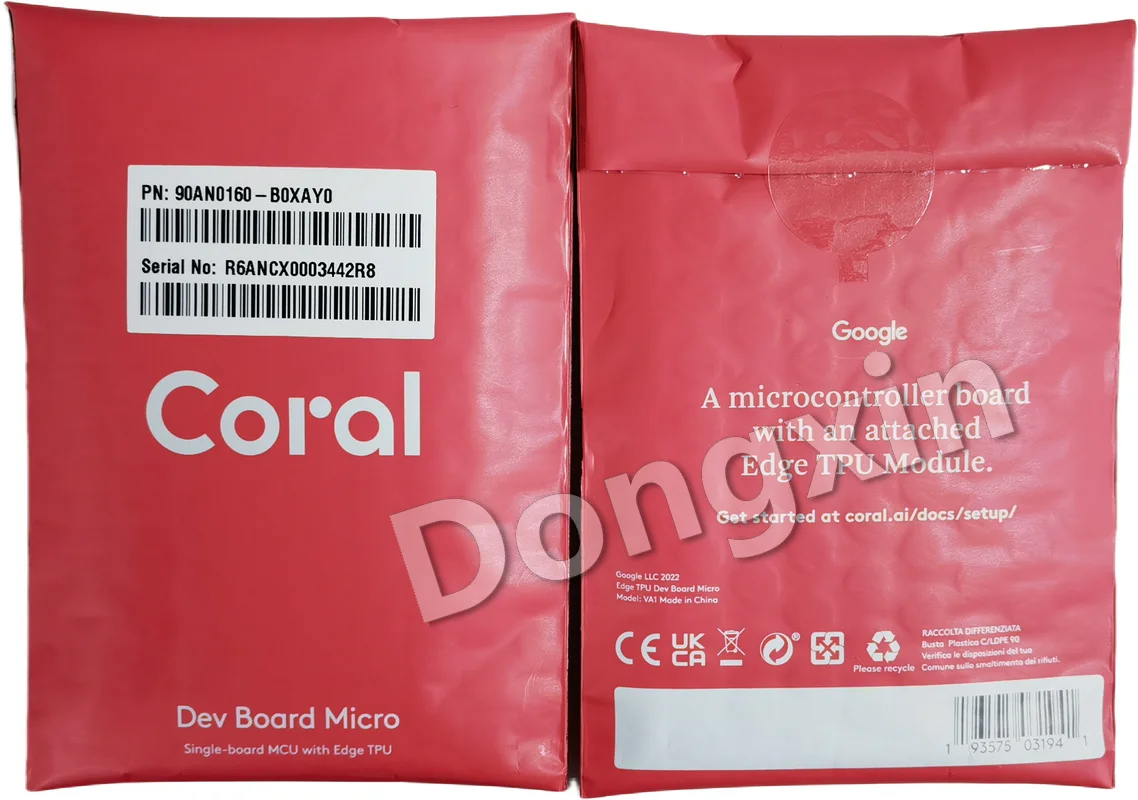 PN: 90AN0160-B0XAY0
Serial No: R6ANCX0003442R8
Coral
Dev Board Micro
Single-board MCU with Edge TPU
Google
A microcontroller board
with an attached
Edge TPU Module.
Get started at coral.ai/docs/setup/
Google LLC 2022
Edge TPU Dev Board Micro
Model: VA1 Made in China
CE
UK
CA
Please recycle
RACCOLTA DIFFERENZIATA
Busta Plastica C/LDPE 90
Verifica le disposizioni del tuo
Comune sullo smaltimento dei rifiuti.
1 93575 03194 1
Dongxin